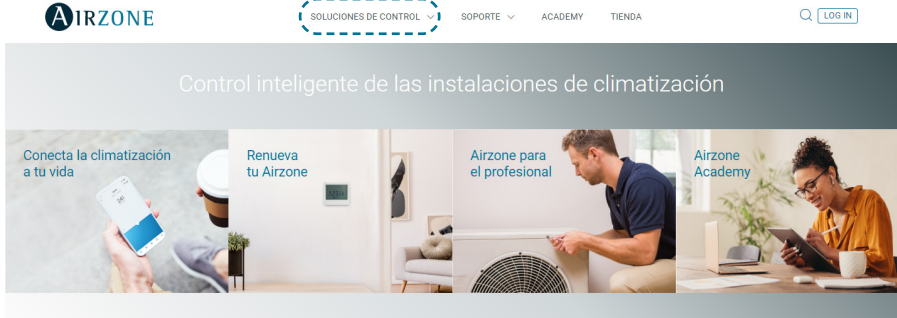 AIRZONE
SOLUCIONES DE CONTROL
SOPORTE
ACADEMY
TIENDA
LOG IN
Control inteligente de las instalaciones de climatización
Conecta la climatización
a tu vida
Renueva
tu Airzone
Airzone para
el profesional
Airzone
Academy